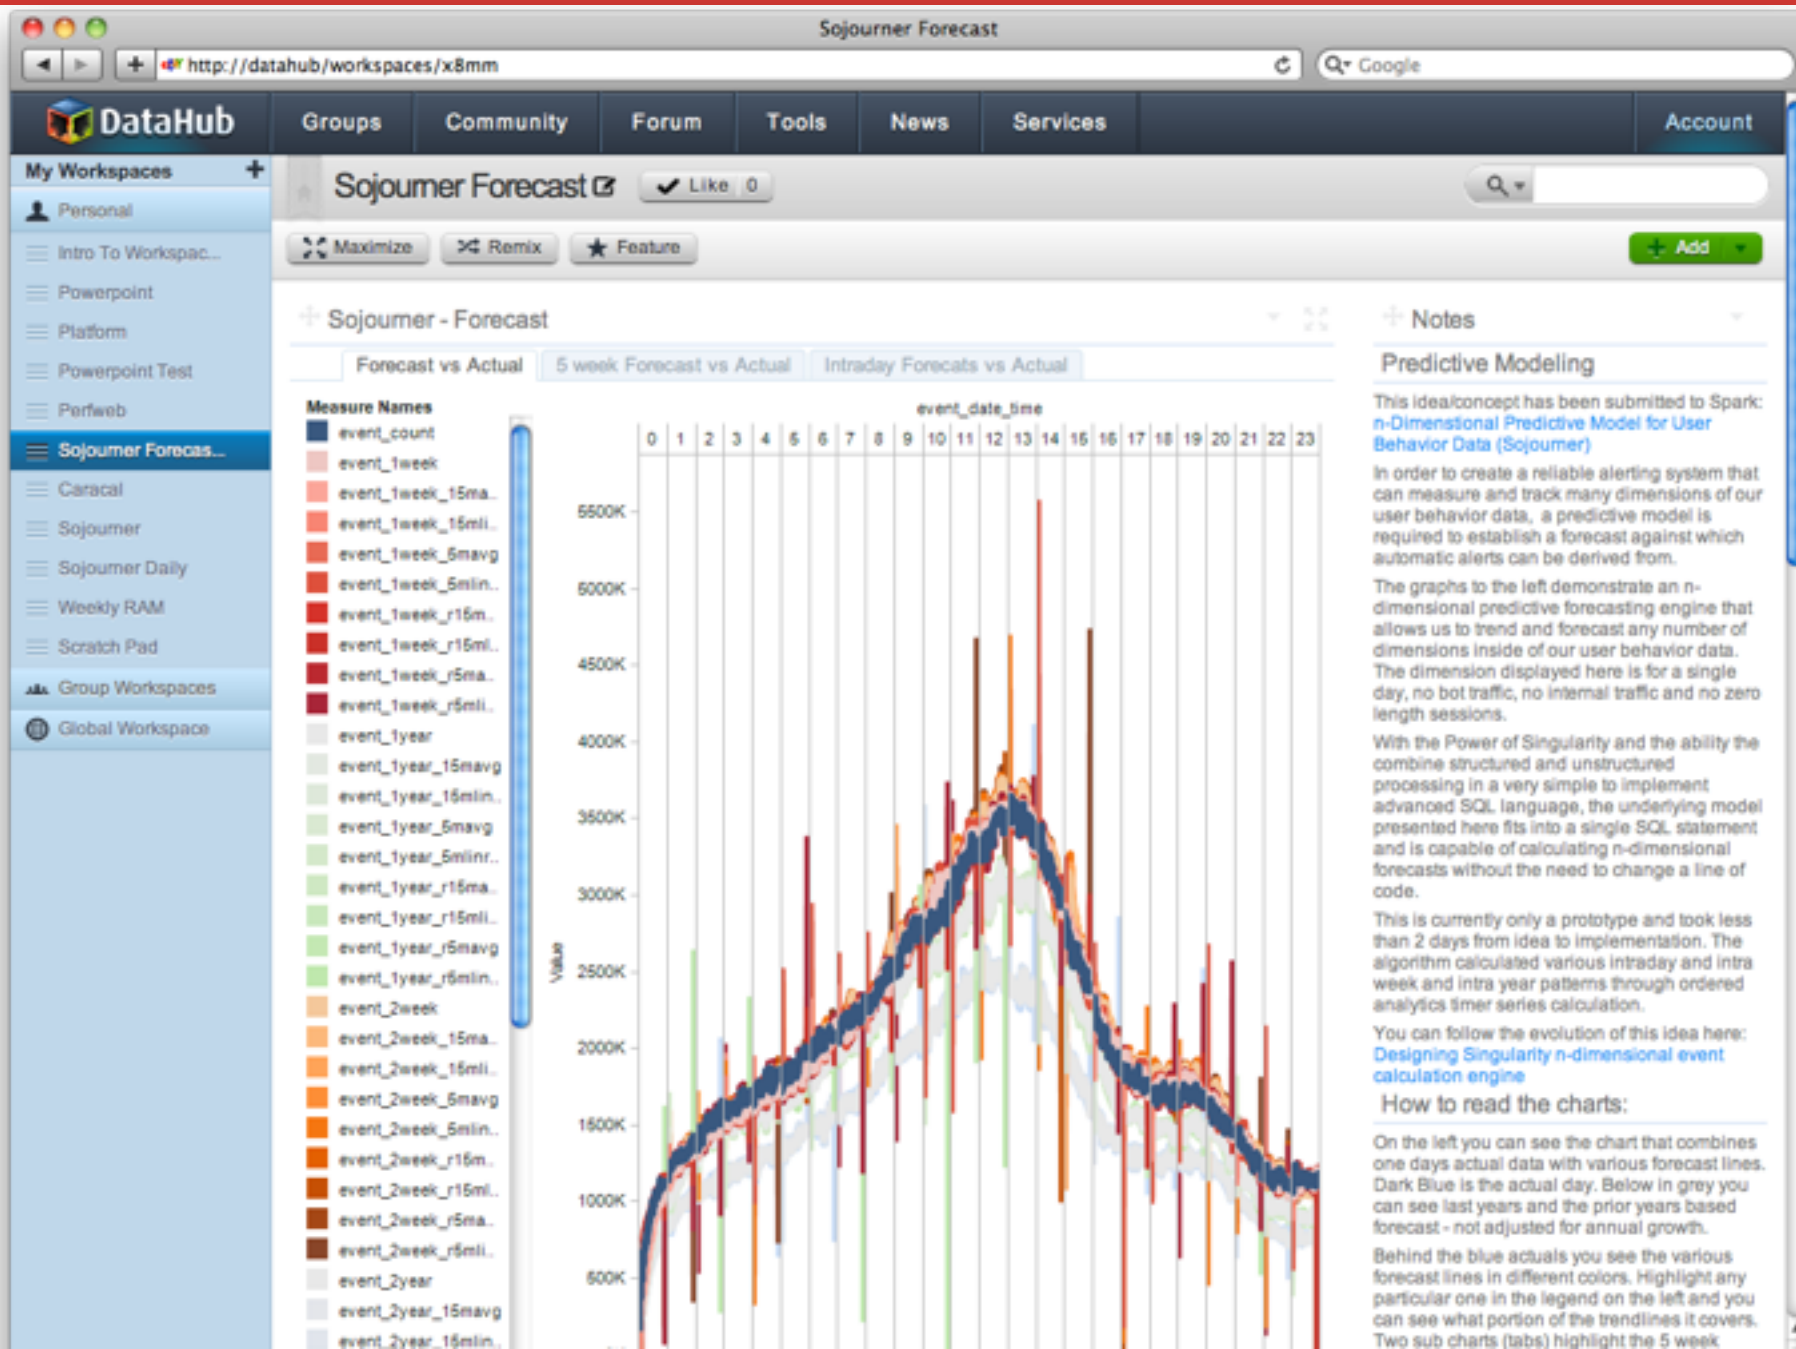 Sojourner Forecast
http://datahub/workspaces/x8mm
Google
DataHub
Groups
Community
Forum
Tools
News
Services
Account
My Workspaces
Personal
Intro To Workspac...
Powerpoint
Platform
Powerpoint Test
Perfweb
Sojourner Forecas...
Caracal
Sojourner
Sojourner Daily
Weekly RAM
Scratch Pad
Group Workspaces
Global Workspace
Sojourner Forecast
Like 0
Maximize
Remix
Feature
Add
Sojourner - Forecast
Forecast vs Actual
5 week Forecast vs Actual
Intraday Forecats vs Actual
Measure Names
event_count
event_1week
event_1week_15ma..
event_1week_15mli..
event_1week_5mavg
event_1week_5mlin..
event_1week_r15m..
event_1week_r15ml..
event_1week_r5ma..
event_1week_r5mli..
event_1year
event_1year_15mavg
event_1year_15mlin..
event_1year_5mavg
event_1year_5mlinr..
event_1year_r15ma..
event_1year_r15mli..
event_1year_r5mavg
event_1year_r5mlin..
event_2week
event_2week_15ma..
event_2week_15mli..
event_2week_5mavg
event_2week_5mlin..
event_2week_r15m..
event_2week_r15ml..
event_2week_r5ma..
event_2week_r5mli..
event_2year
event_2year_15mavg
event_2year_15mlin..
event_date_time
0 1 2 3 4 5 6 7 8 9 10 11 12 13 14 15 16 17 18 19 20 21 22 23
Value
5500K
5000K
4500K
4000K
3500K
3000K
2500K
2000K
1500K
1000K
500K
Notes
Predictive Modeling
This idea/concept has been submitted to Spark:
n-Dimenstional Predictive Model for User
Behavior Data (Sojourner)
In order to create a reliable alerting system that
can measure and track many dimensions of our
user behavior data, a predictive model is
required to establish a forecast against which
automatic alerts can be derived from.
The graphs to the left demonstrate an n-
dimensional predictive forecasting engine that
allows us to trend and forecast any number of
dimensions inside of our user behavior data.
The dimension displayed here is for a single
day, no bot traffic, no internal traffic and no zero
length sessions.
With the Power of Singularity and the ability the
combine structured and unstructured
processing in a very simple to implement
advanced SQL language, the underlying model
presented here fits into a single SQL statement
and is capable of calculating n-dimensional
forecasts without the need to change a line of
code.
This is currently only a prototype and took less
than 2 days from idea to implementation. The
algorithm calculated various intraday and intra
week and intra year patterns through ordered
analytics timer series calculation.
You can follow the evolution of this idea here:
Designing Singularity n-dimensional event
calculation engine
How to read the charts:
On the left you can see the chart that combines
one days actual data with various forecast lines.
Dark Blue is the actual day. Below in grey you
can see last years and the prior years based
forecast - not adjusted for annual growth.
Behind the blue actuals you see the various
forecast lines in different colors. Highlight any
particular one in the legend on the left and you
can see what portion of the trendlines it covers.
Two sub charts (tabs) highlight the 5 week